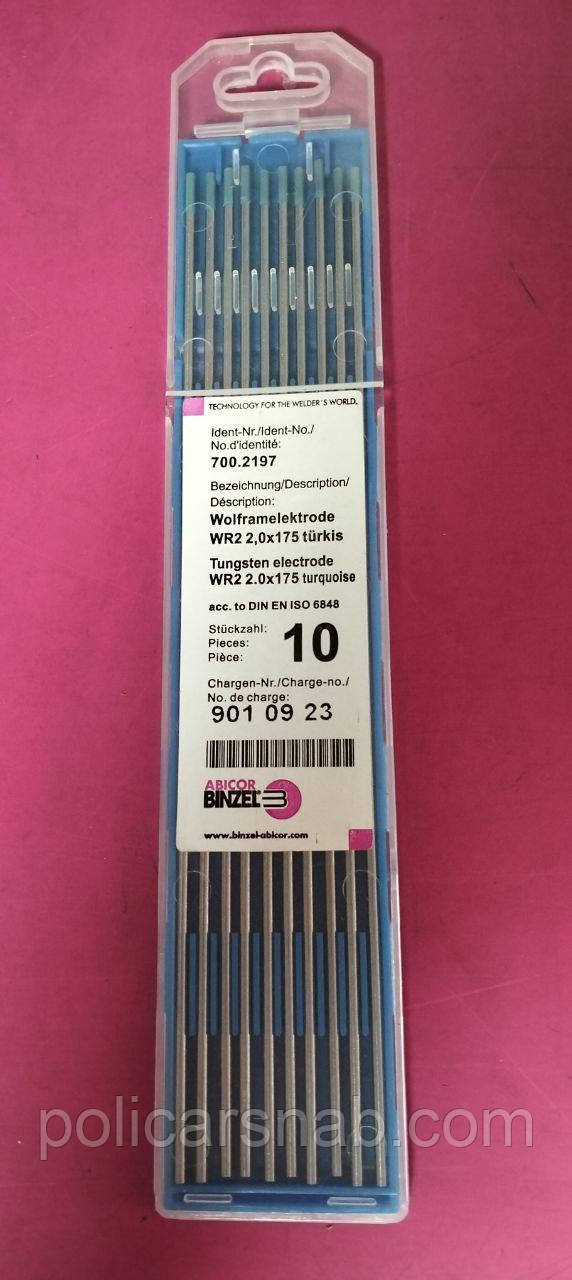 TECHNOLOGY FOR THE WELDER'S WORLD.
Ident-Nr./Ident-No./
No.d'identité:
700.2197
Bezeichnung/Description/
Déscription:
Wolframelektrode
WR2 2,0x175 türkis
Tungsten electrode
WR2 2.0x175 turquoise
acc. to DIN EN ISO 6848
Stückzahl:
Pieces:
Pièce:
10
Chargen-Nr./Charge-no./
No. de charge:
901 09 23
ABICOR
BINZEL
www.binzel-abicor.com
policarsnab.com